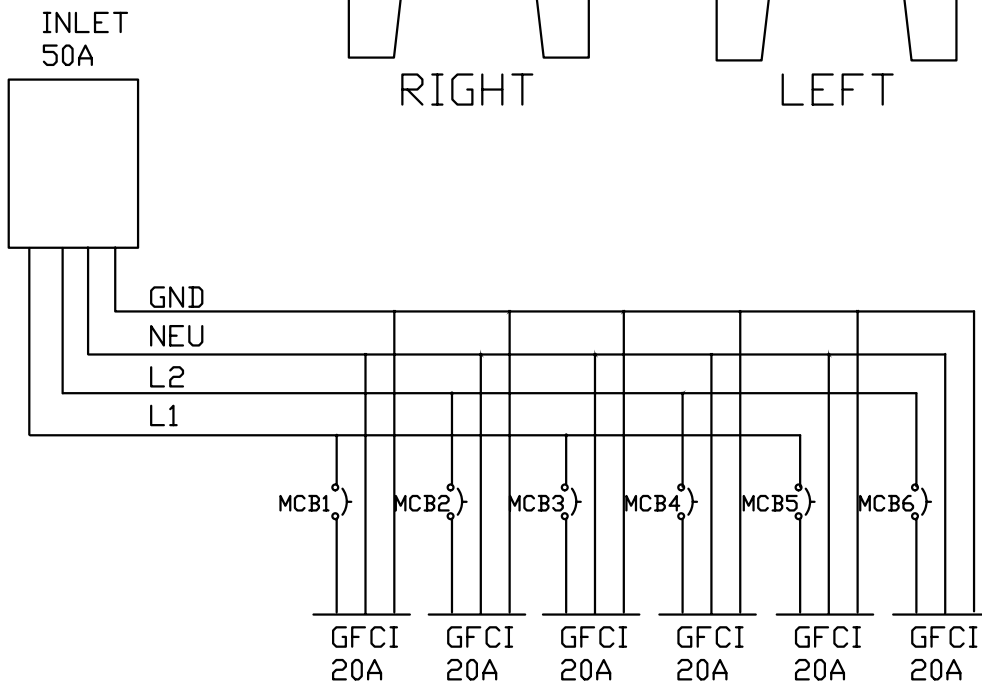 INLET
50A
RIGHT
LEFT
GND
NEU
L2
L1
MCB1
MCB2
MCB3
MCB4
MCB5
MCB6
GFCI
20A
GFCI
20A
GFCI
20A
GFCI
20A
GFCI
20A
GFCI
20A